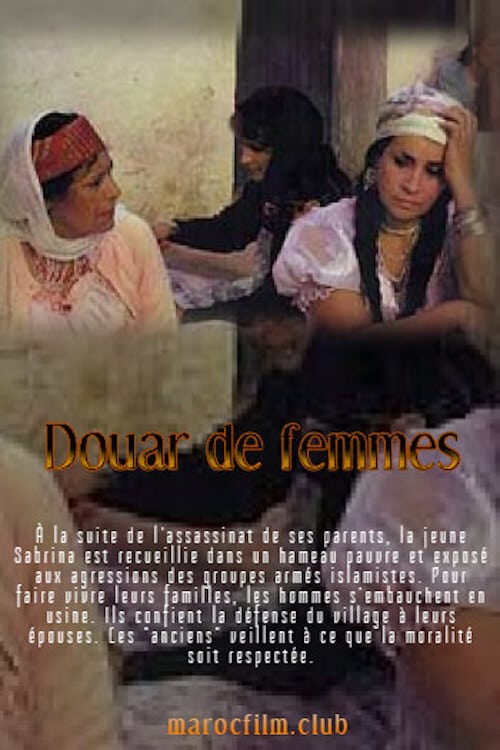 Douar de femmes
À la suite de l'assassinat de ses parents, la jeune
Sabrina est recueillie dans un hameau pauvre et exposé
aux agressions des groupes armés islamistes. Pour
faire vivre leurs familles, les hommes s'embauchent en
usine. Ils confient la défense du village à leurs
épouses. Les "anciens" veillent à ce que la moralité
soit respectée.
marocfilm.club